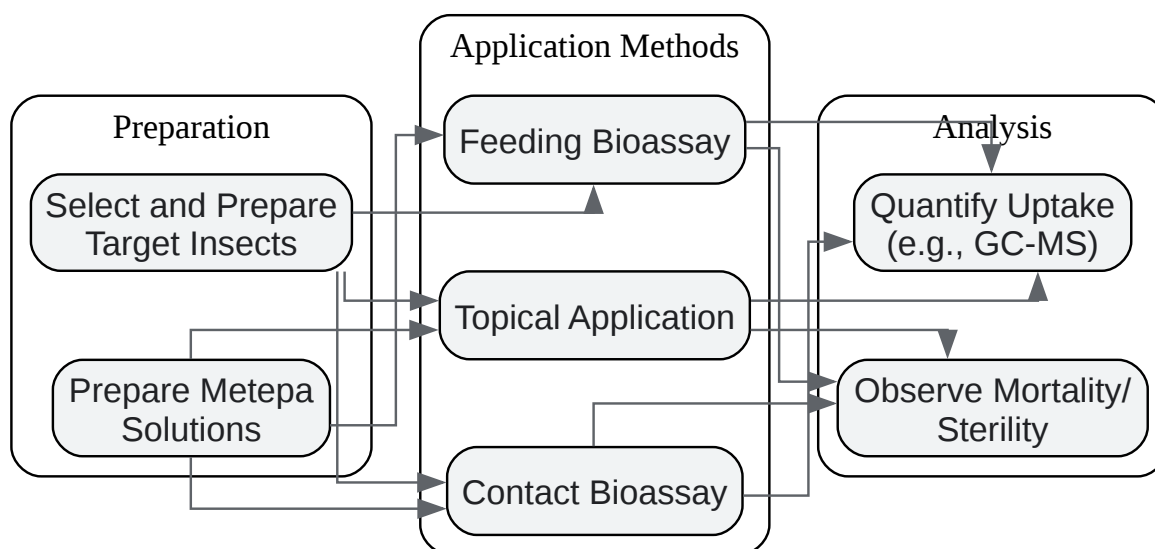 Preparation
Select and Prepare
Target Insects
Prepare Metepa
Solutions
Application Methods
Feeding Bioassay
Topical Application
Contact Bioassay
Analysis
Quantify Uptake
(e.g., GC-MS)
Observe Mortality/
Sterility